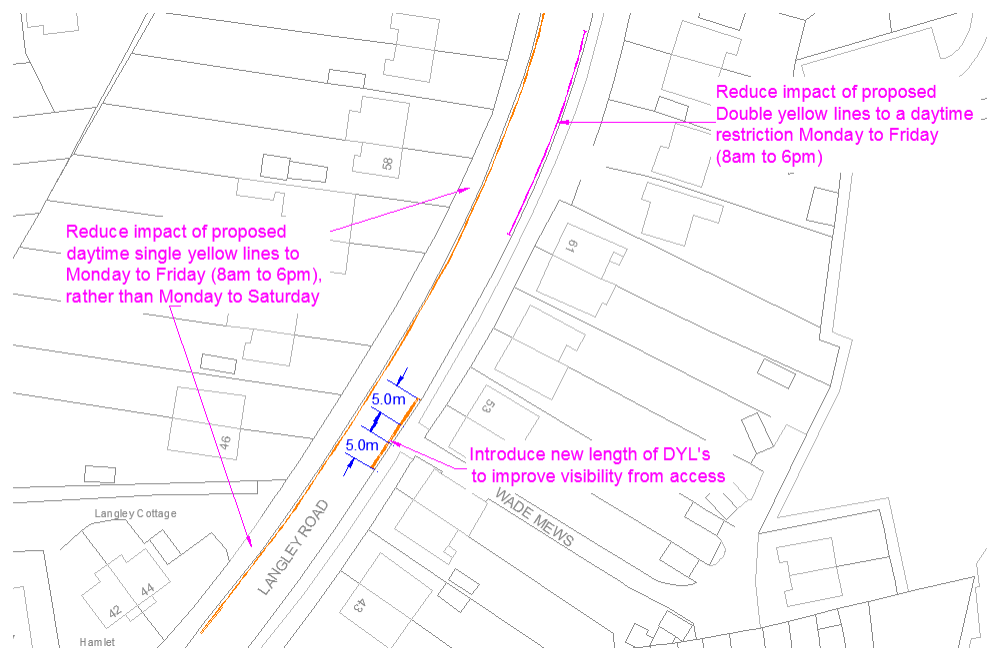 Reduce impact of proposed
Double yellow lines to a daytime
restriction Monday to Friday
(8am to 6pm)
58
Reduce impact of proposed
daytime single yellow lines to
Monday to Friday (8am to 6pm),
rather than Monday to Saturday
61
5.0m
53
46
5.0m
Introduce new length of DYL's
to improve visibility from access
WADE MEWS
Langley Cottage
LANGLEY ROAD
44
42
43
Hamlet